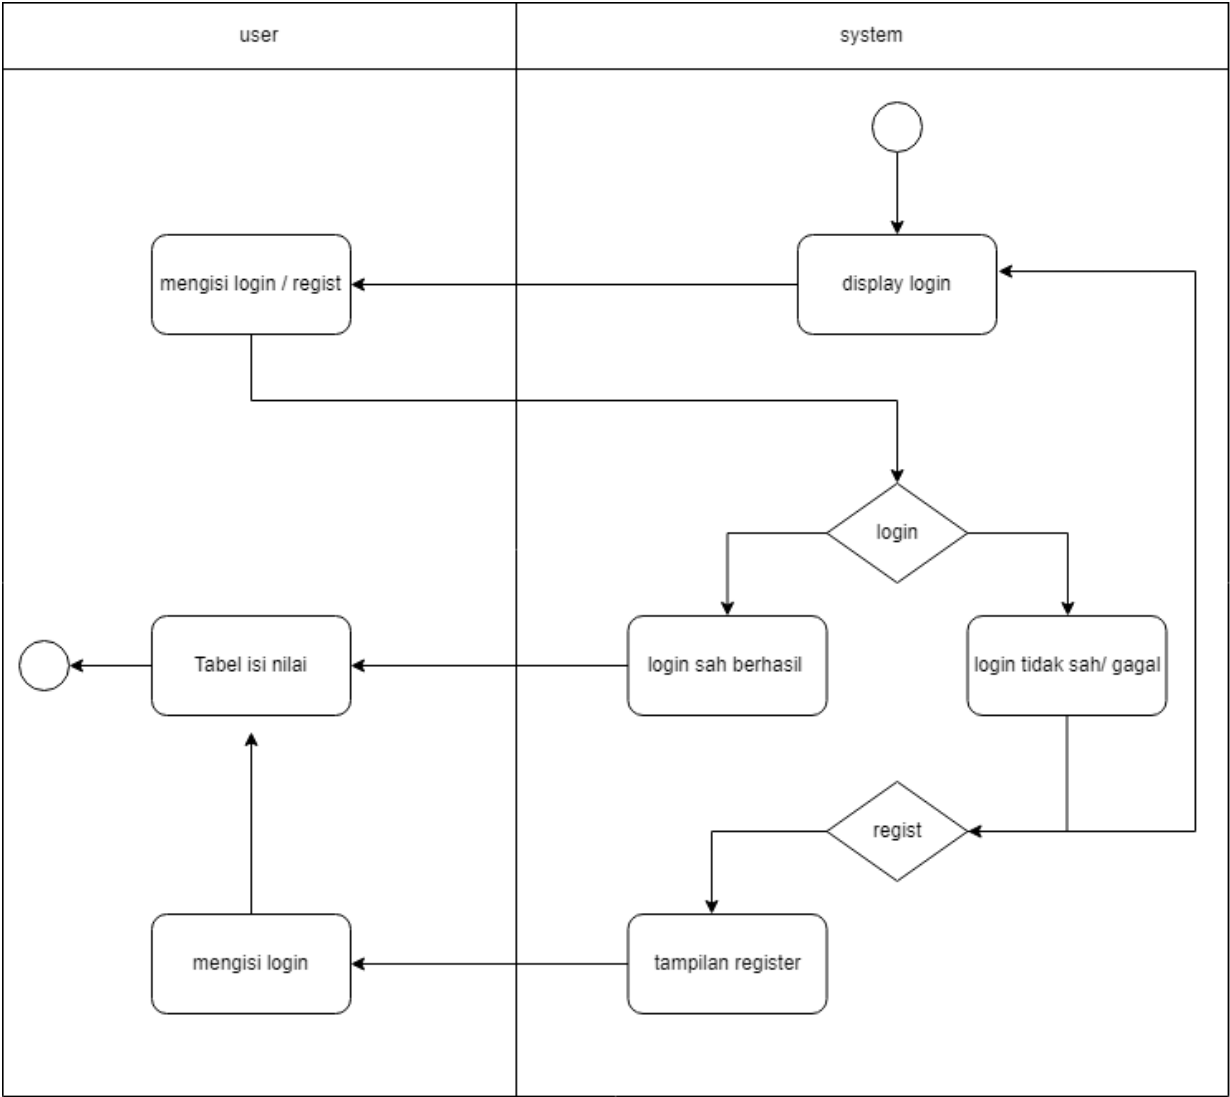 user
system
mengisi login / regist
display login
login
Tabel isi nilai
login sah berhasil
login tidak sah/ gagal
regist
mengisi login
tampilan register